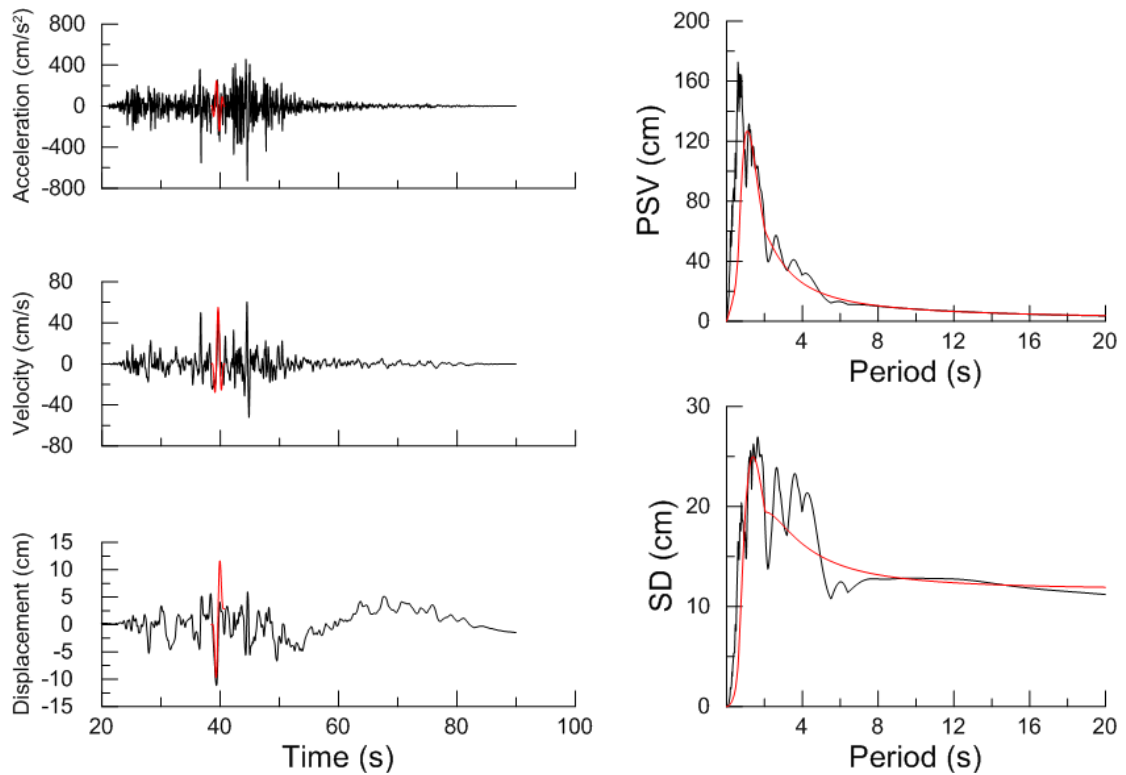 800
400
0
-400
-800
Acceleration (cm/s²)
80
40
0
-40
-80
Velocity (cm/s)
15
10
5
0
-5
-10
-15
Displacement (cm)
20 40 60 80 100
Time (s)
200
160
120
80
40
0
PSV (cm)
4 8 12 16 20
Period (s)
30
20
10
0
SD (cm)
4 8 12 16 20
Period (s)